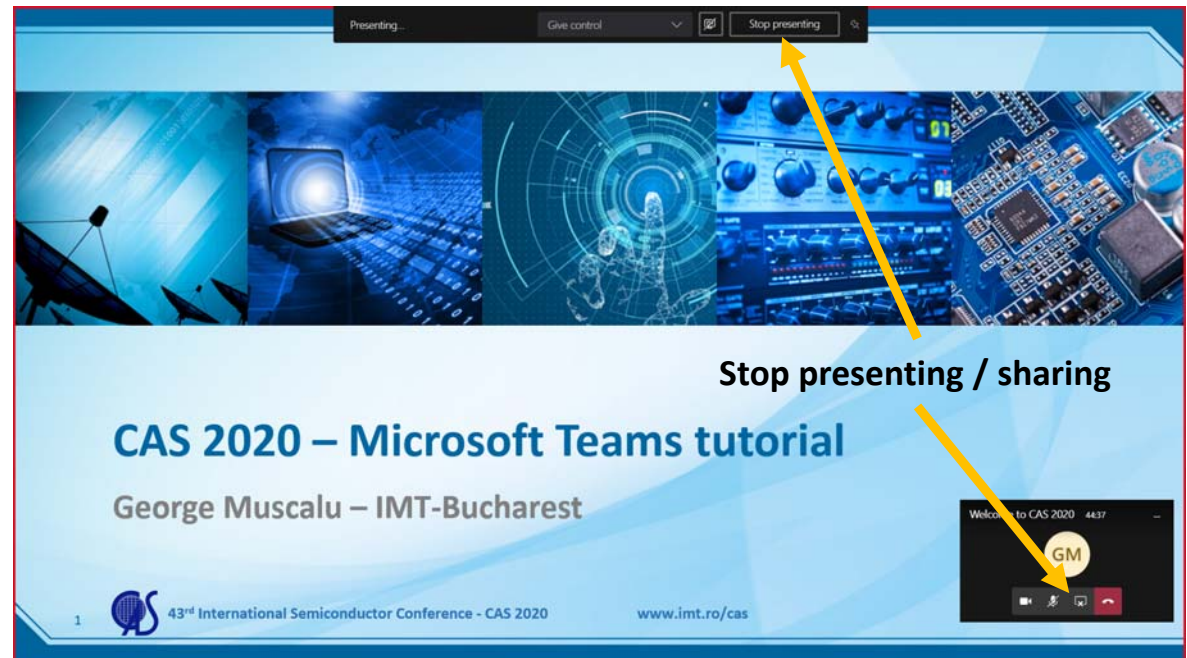 Presenting...
Give control
Stop presenting
Stop presenting / sharing
CAS 2020 – Microsoft Teams tutorial
George Muscalu – IMT-Bucharest
Welcome to CAS 2020 44:37
GM
1
CAS
43rd International Semiconductor Conference - CAS 2020
www.imt.ro/cas